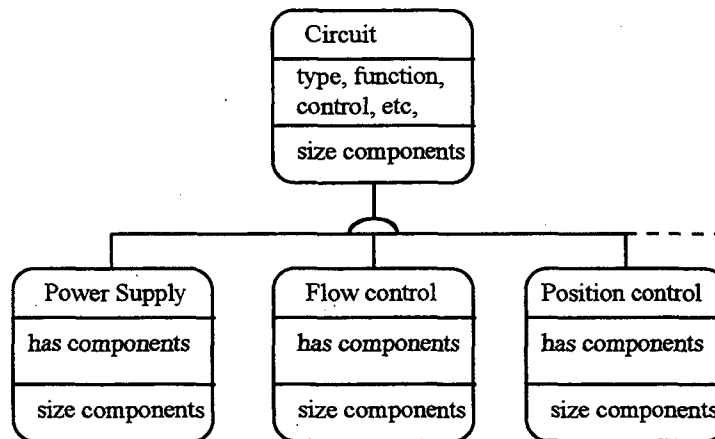 Circuit
type, function,
control, etc,
size components
Power Supply
has components
size components
Flow control
has components
size components
Position control
has components
size components